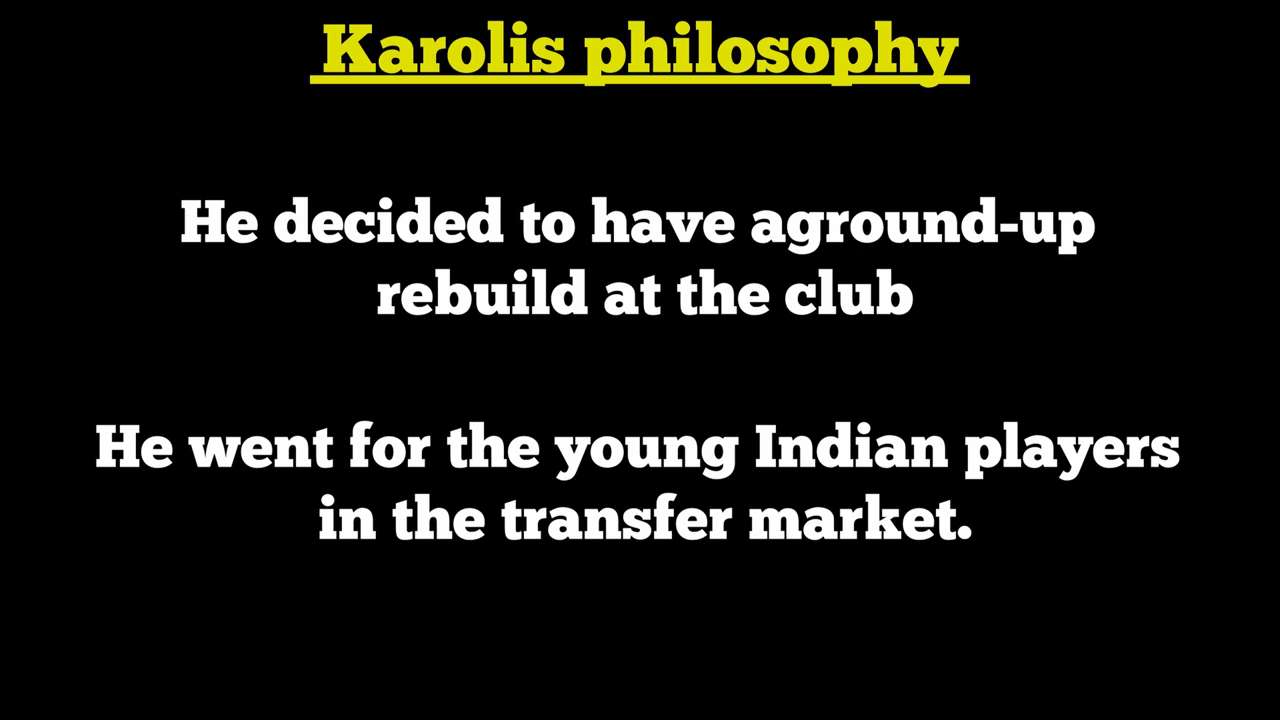 Karolis philosophy
He decided to have aground-up
rebuild at the club
He went for the young Indian players
in the transfer market.